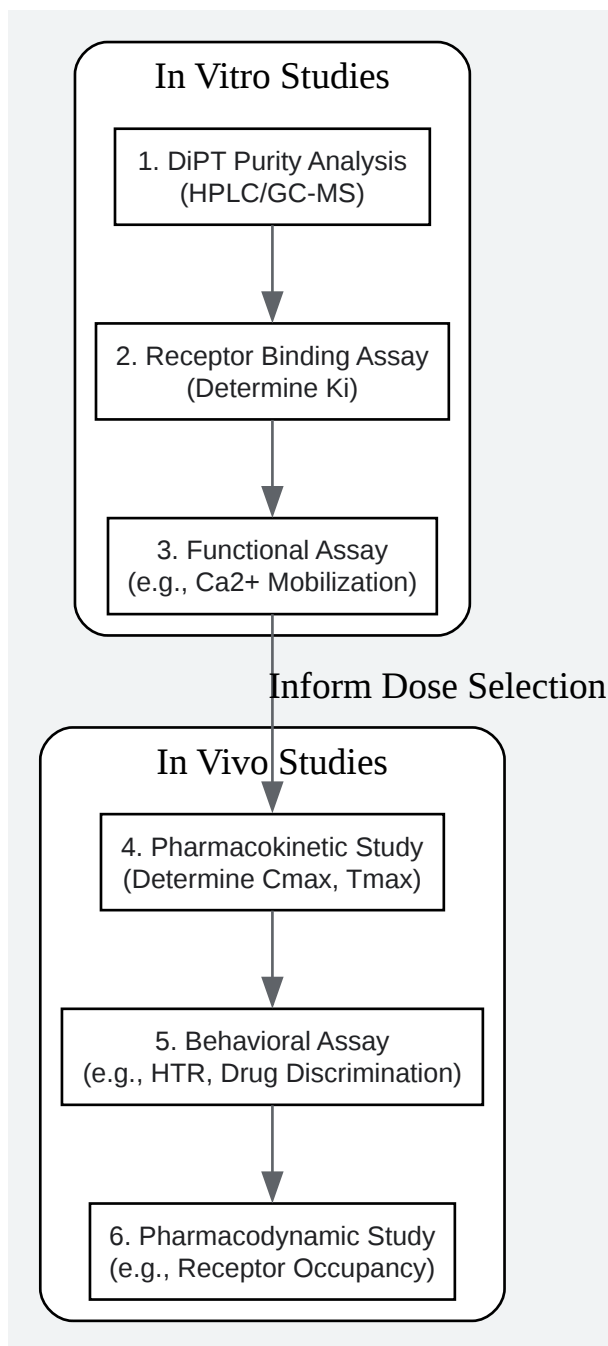 In Vitro Studies
1. DiPT Purity Analysis
(HPLC/GC-MS)
2. Receptor Binding Assay
(Determine Ki)
3. Functional Assay
(e.g., Ca2+ Mobilization)
Inform Dose Selection
In Vivo Studies
4. Pharmacokinetic Study
(Determine Cmax, Tmax)
5. Behavioral Assay
(e.g., HTR, Drug Discrimination)
6. Pharmacodynamic Study
(e.g., Receptor Occupancy)